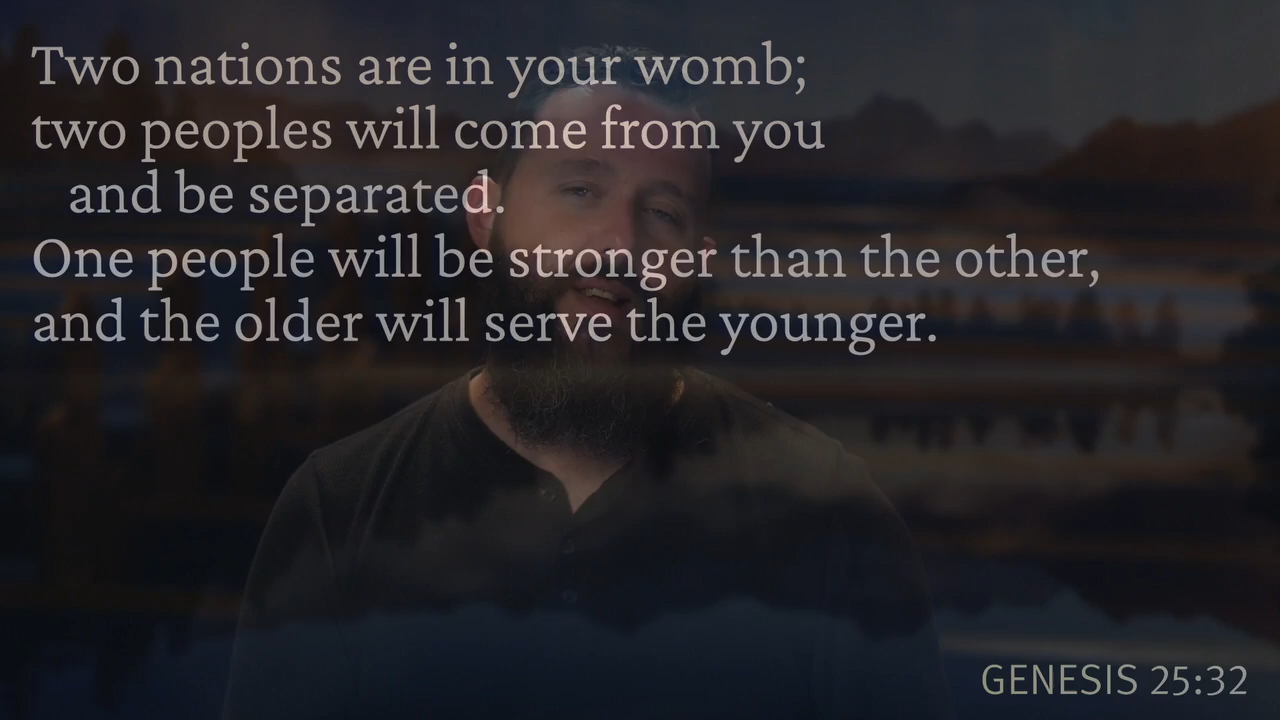 Two nations are in your womb;
two peoples will come from you
and be separated.
One people will be stronger than the other,
and the older will serve the younger.
GENESIS 25:32